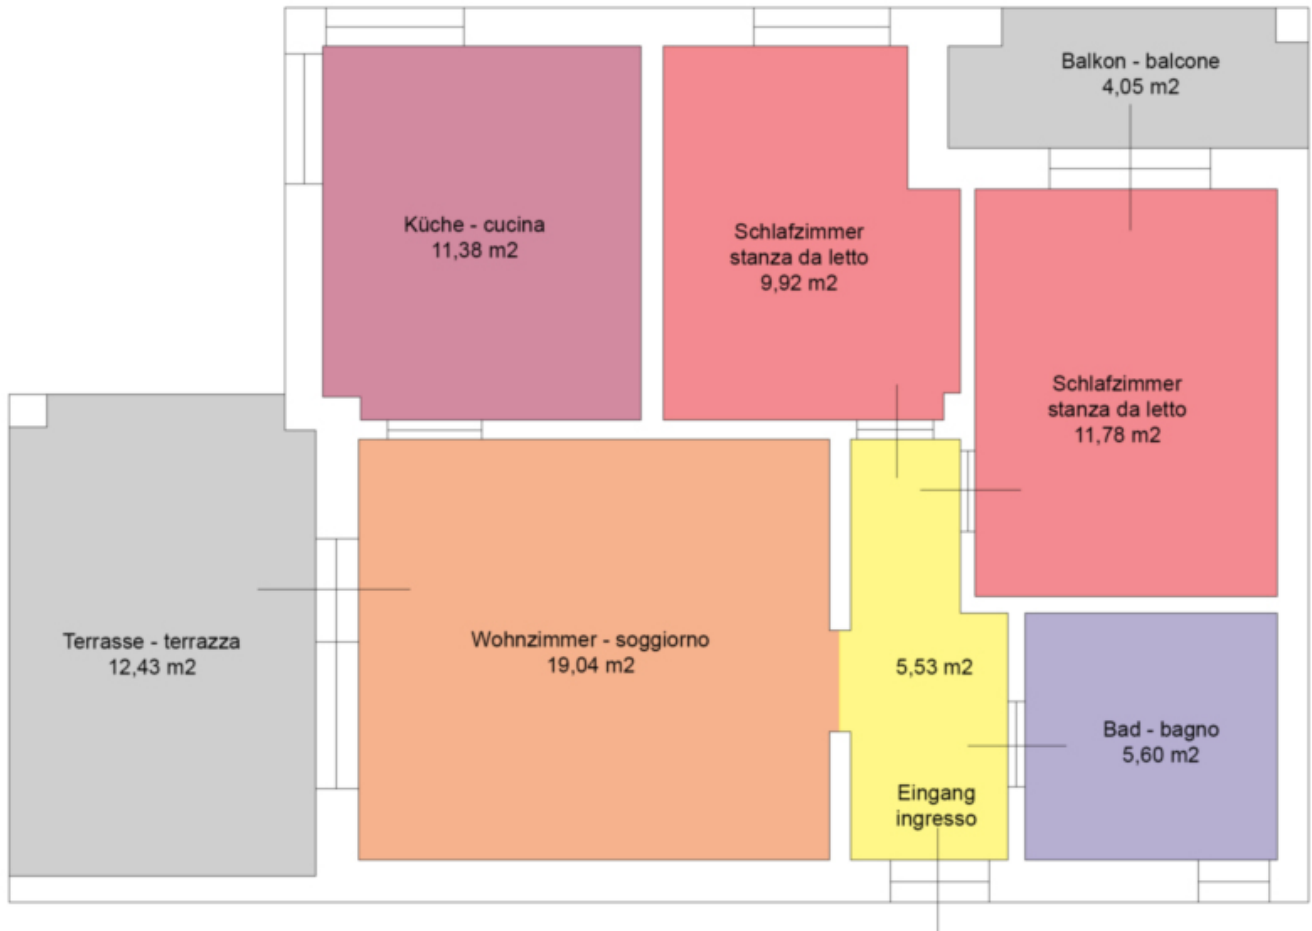 Balkon - balcone
4,05 m2
Küche - cucina
11,38 m2
Schlafzimmer
stanza da letto
9,92 m2
Schlafzimmer
stanza da letto
11,78 m2
Terrasse - terrazza
12,43 m2
Wohnzimmer - soggiorno
19,04 m2
5,53 m2
Eingang
ingresso
Bad - bagno
5,60 m2